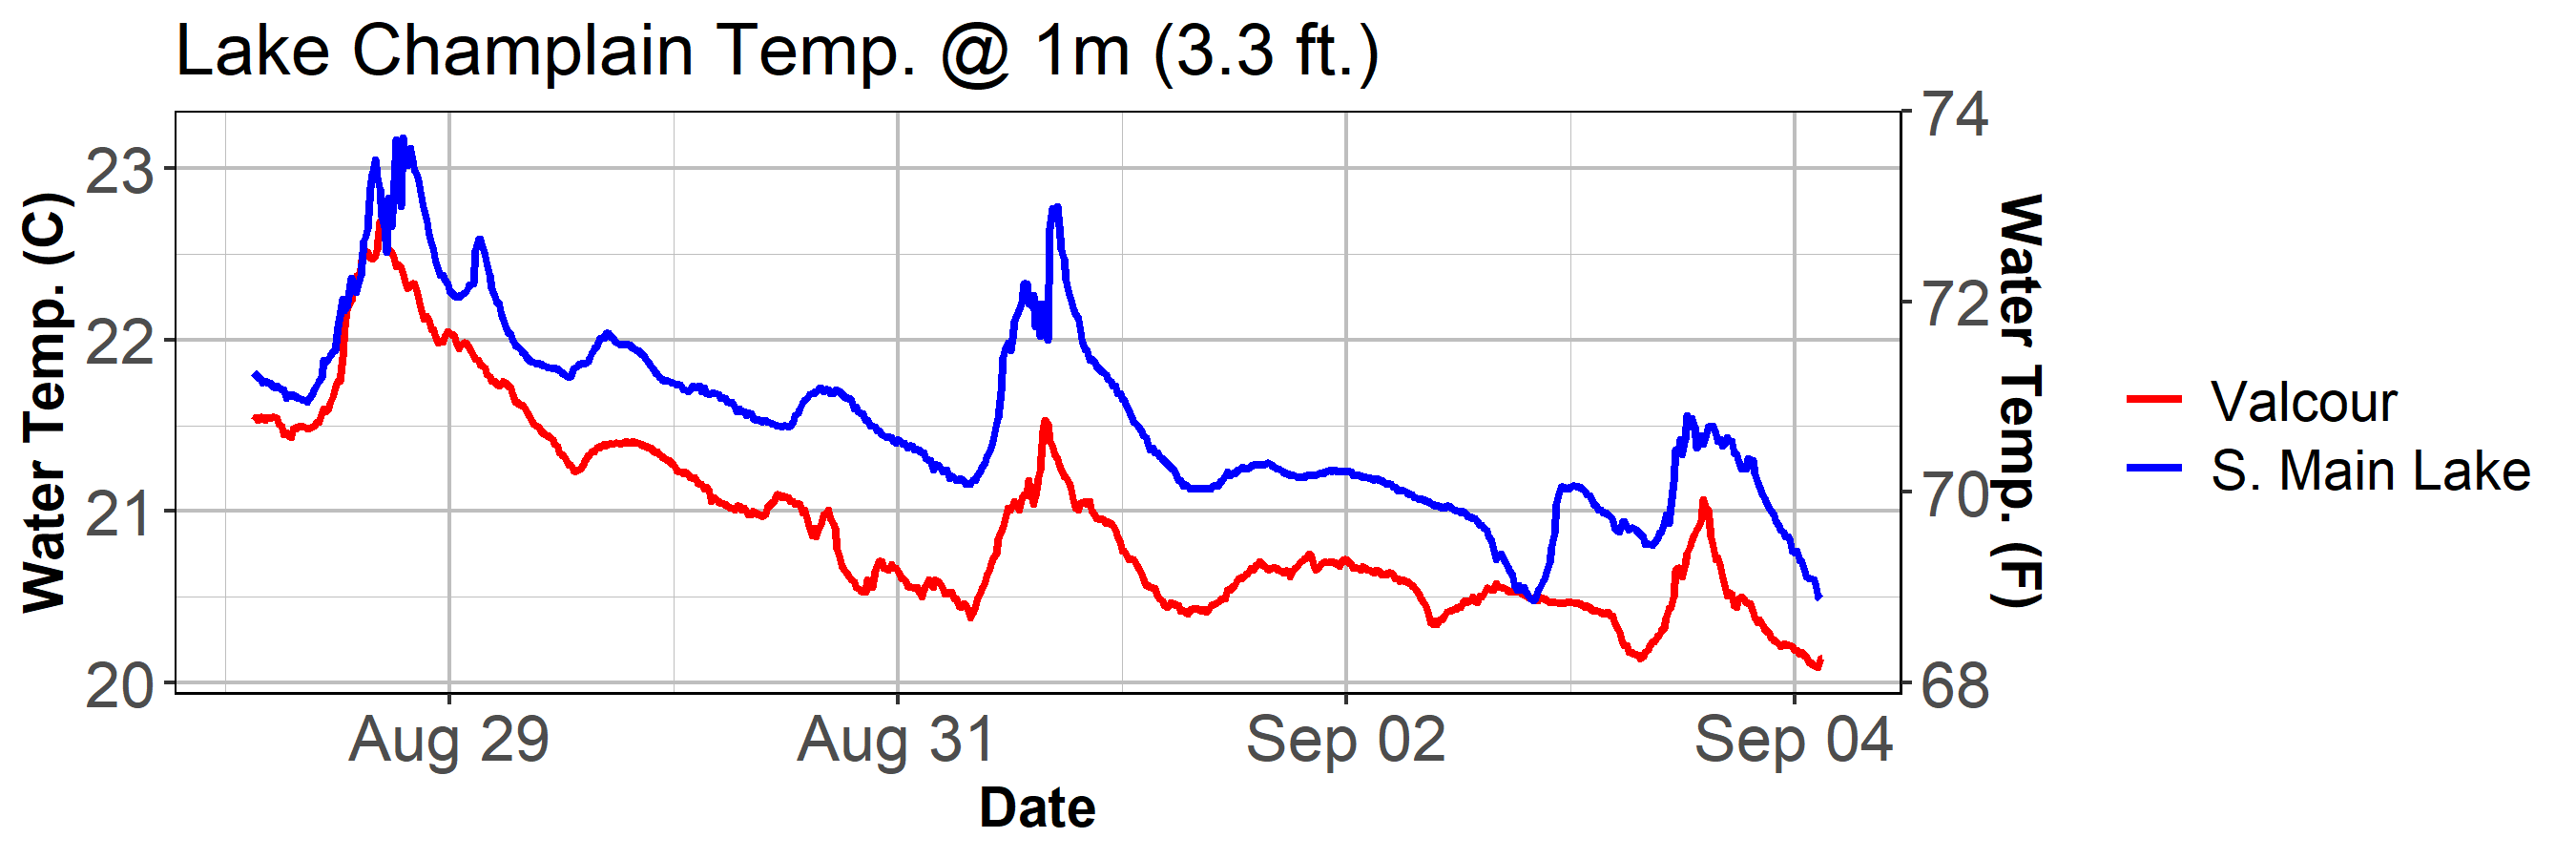 Lake Champlain Temp. @ 1m (3.3 ft.)
Water Temp. (C)
23
22
21
20
74
72
70
68
Water Temp. (F)
Aug 29
Aug 31
Sep 02
Sep 04
Date
Valcour
S. Main Lake